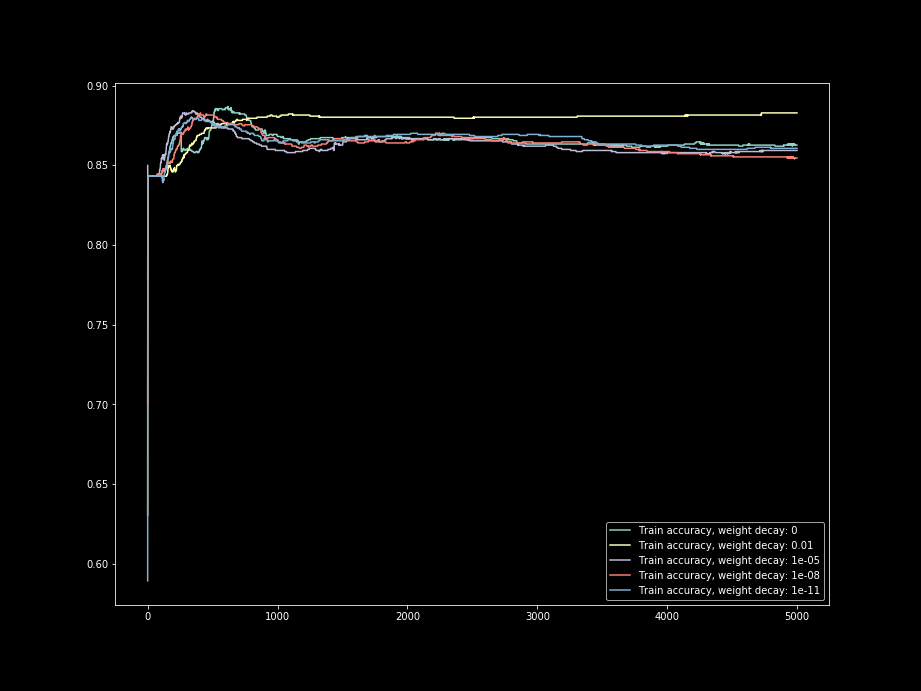 0.90
0.85
0.80
0.75
0.70
0.65
0.60
0
1000
2000
3000
4000
5000
Train accuracy, weight decay: 0
Train accuracy, weight decay: 0.01
Train accuracy, weight decay: 1e-05
Train accuracy, weight decay: 1e-08
Train accuracy, weight decay: 1e-11